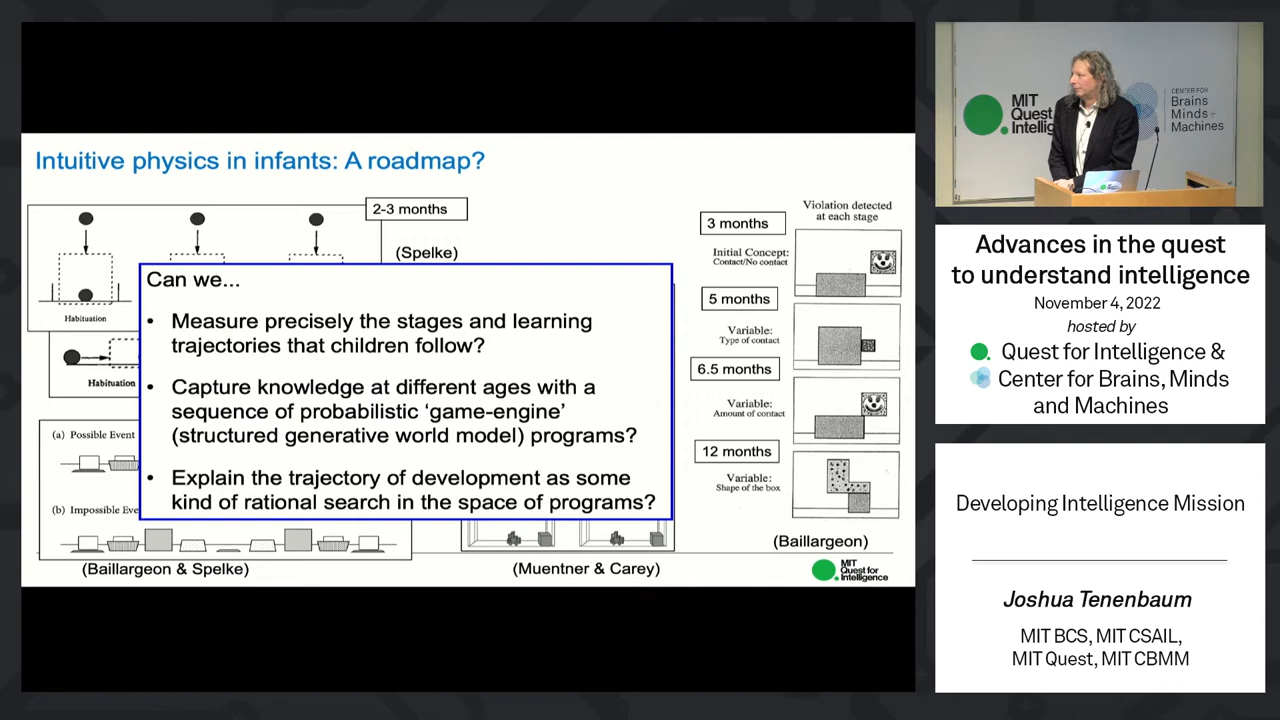 Intuitive physics in infants: A roadmap?
2-3 months
(Spelke)
Habituation
Habituation
(a) Possible Event
(b) Impossible Eve
(Baillargeon & Spelke)
Can we...
• Measure precisely the stages and learning
trajectories that children follow?
• Capture knowledge at different ages with a
sequence of probabilistic ‘game-engine’
(structured generative world model) programs?
• Explain the trajectory of development as some
kind of rational search in the space of programs?
(Muentner & Carey)
Violation detected
at each stage
3 months
Initial Concept:
Contact/No contact
5 months
Variable:
Type of contact
6.5 months
Variable:
Amount of contact
12 months
Variable:
Shape of the box
(Baillargeon)
MIT
Quest for
Intelligence
MIT
Quest
Intellig
CENTER FOR
Brains
Minds+
Machines
Advances in the quest
to understand intelligence
November 4, 2022
hosted by
Quest for Intelligence &
Center for Brains, Minds
and Machines
Developing Intelligence Mission
Joshua Tenenbaum
MIT BCS, MIT CSAIL,
MIT Quest, MIT CBMM